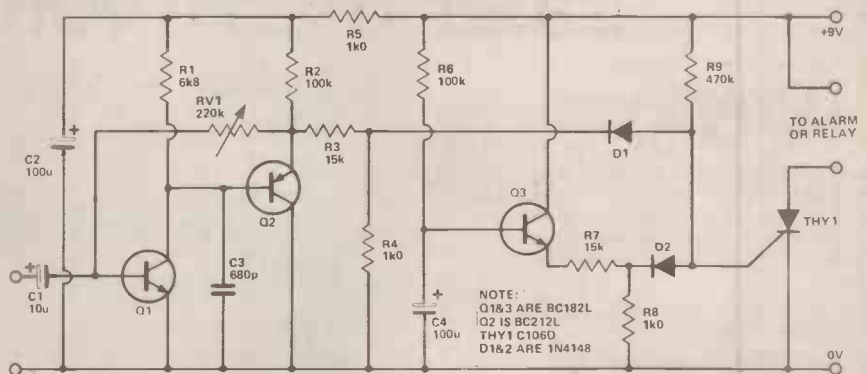 R5
1k0
+9V
R1
6k8
R2
100k
R6
100k
R9
470k
RV1
220k
TO ALARM
OR RELAY
R3
15k
D1
C2
100u
Q2
Q3
THY1
R4
1k0
R7
15k
D2
C3
680p
C1
10u
Q1
C4
100u
NOTE:
Q1&3 ARE BC182L
Q2 IS BC212L
THY1 C106D
D1&2 ARE 1N4148
R8
1k0
0V